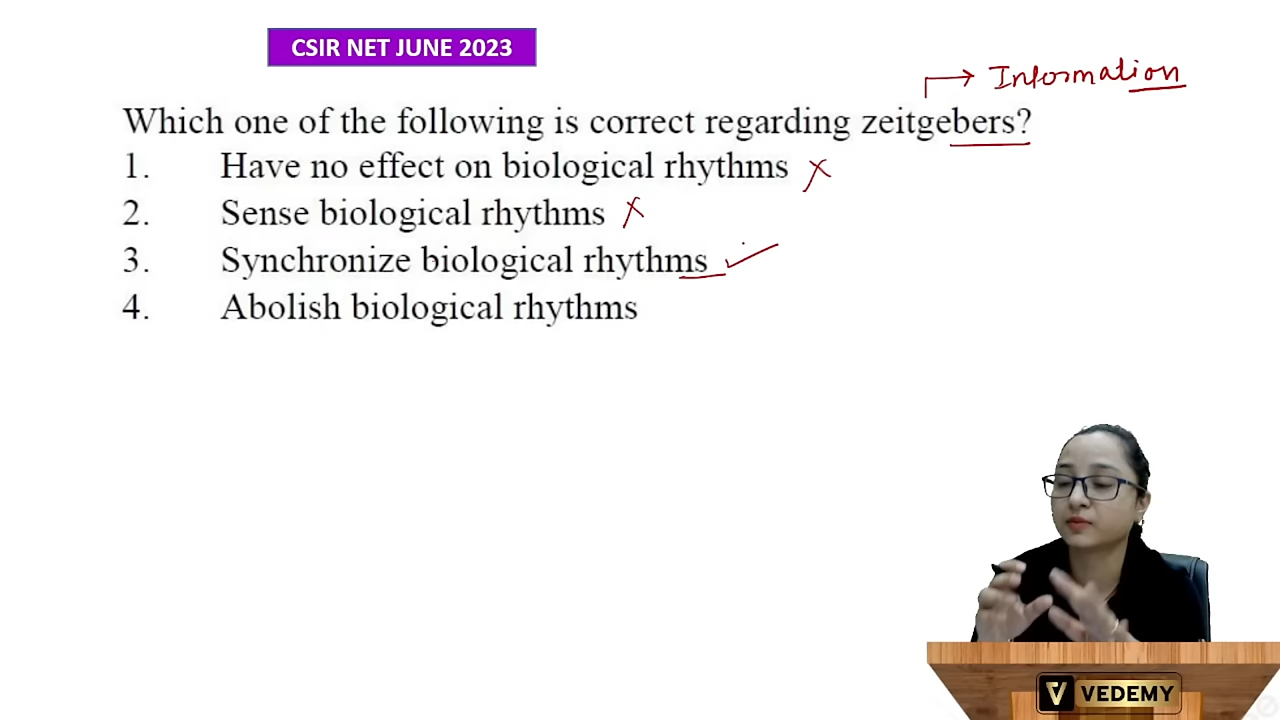 CSIR NET JUNE 2023
Information
Which one of the following is correct regarding zeitgebers?
1. Have no effect on biological rhythms
2. Sense biological rhythms
3. Synchronize biological rhythms
4. Abolish biological rhythms
V VEDEMY